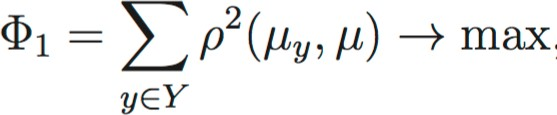 Φ₁ = ∑_{y∈Y} ρ²(μ_y, μ) → max,